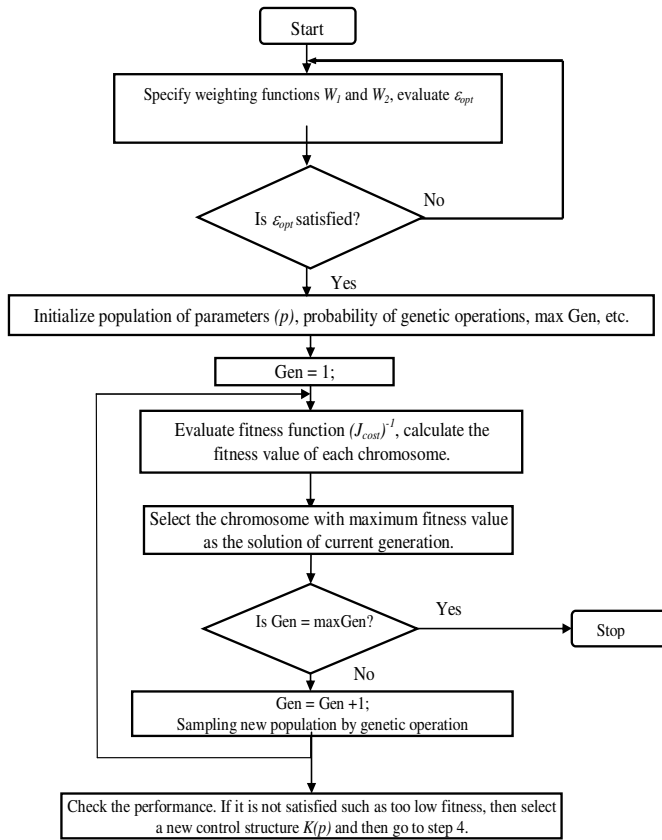 Start
Specify weighting functions W₁ and W₂, evaluate εₒₚₜ
No
Is εₒₚₜ satisfied?
Yes
Initialize population of parameters (p), probability of genetic operations, max Gen, etc.
Gen = 1;
Evaluate fitness function (J_cost)⁻¹, calculate the
fitness value of each chromosome.
Select the chromosome with maximum fitness value
as the solution of current generation.
Is Gen = maxGen?
Yes
Stop
No
Gen = Gen +1;
Sampling new population by genetic operation
Check the performance. If it is not satisfied such as too low fitness, then select
a new control structure K(p) and then go to step 4.